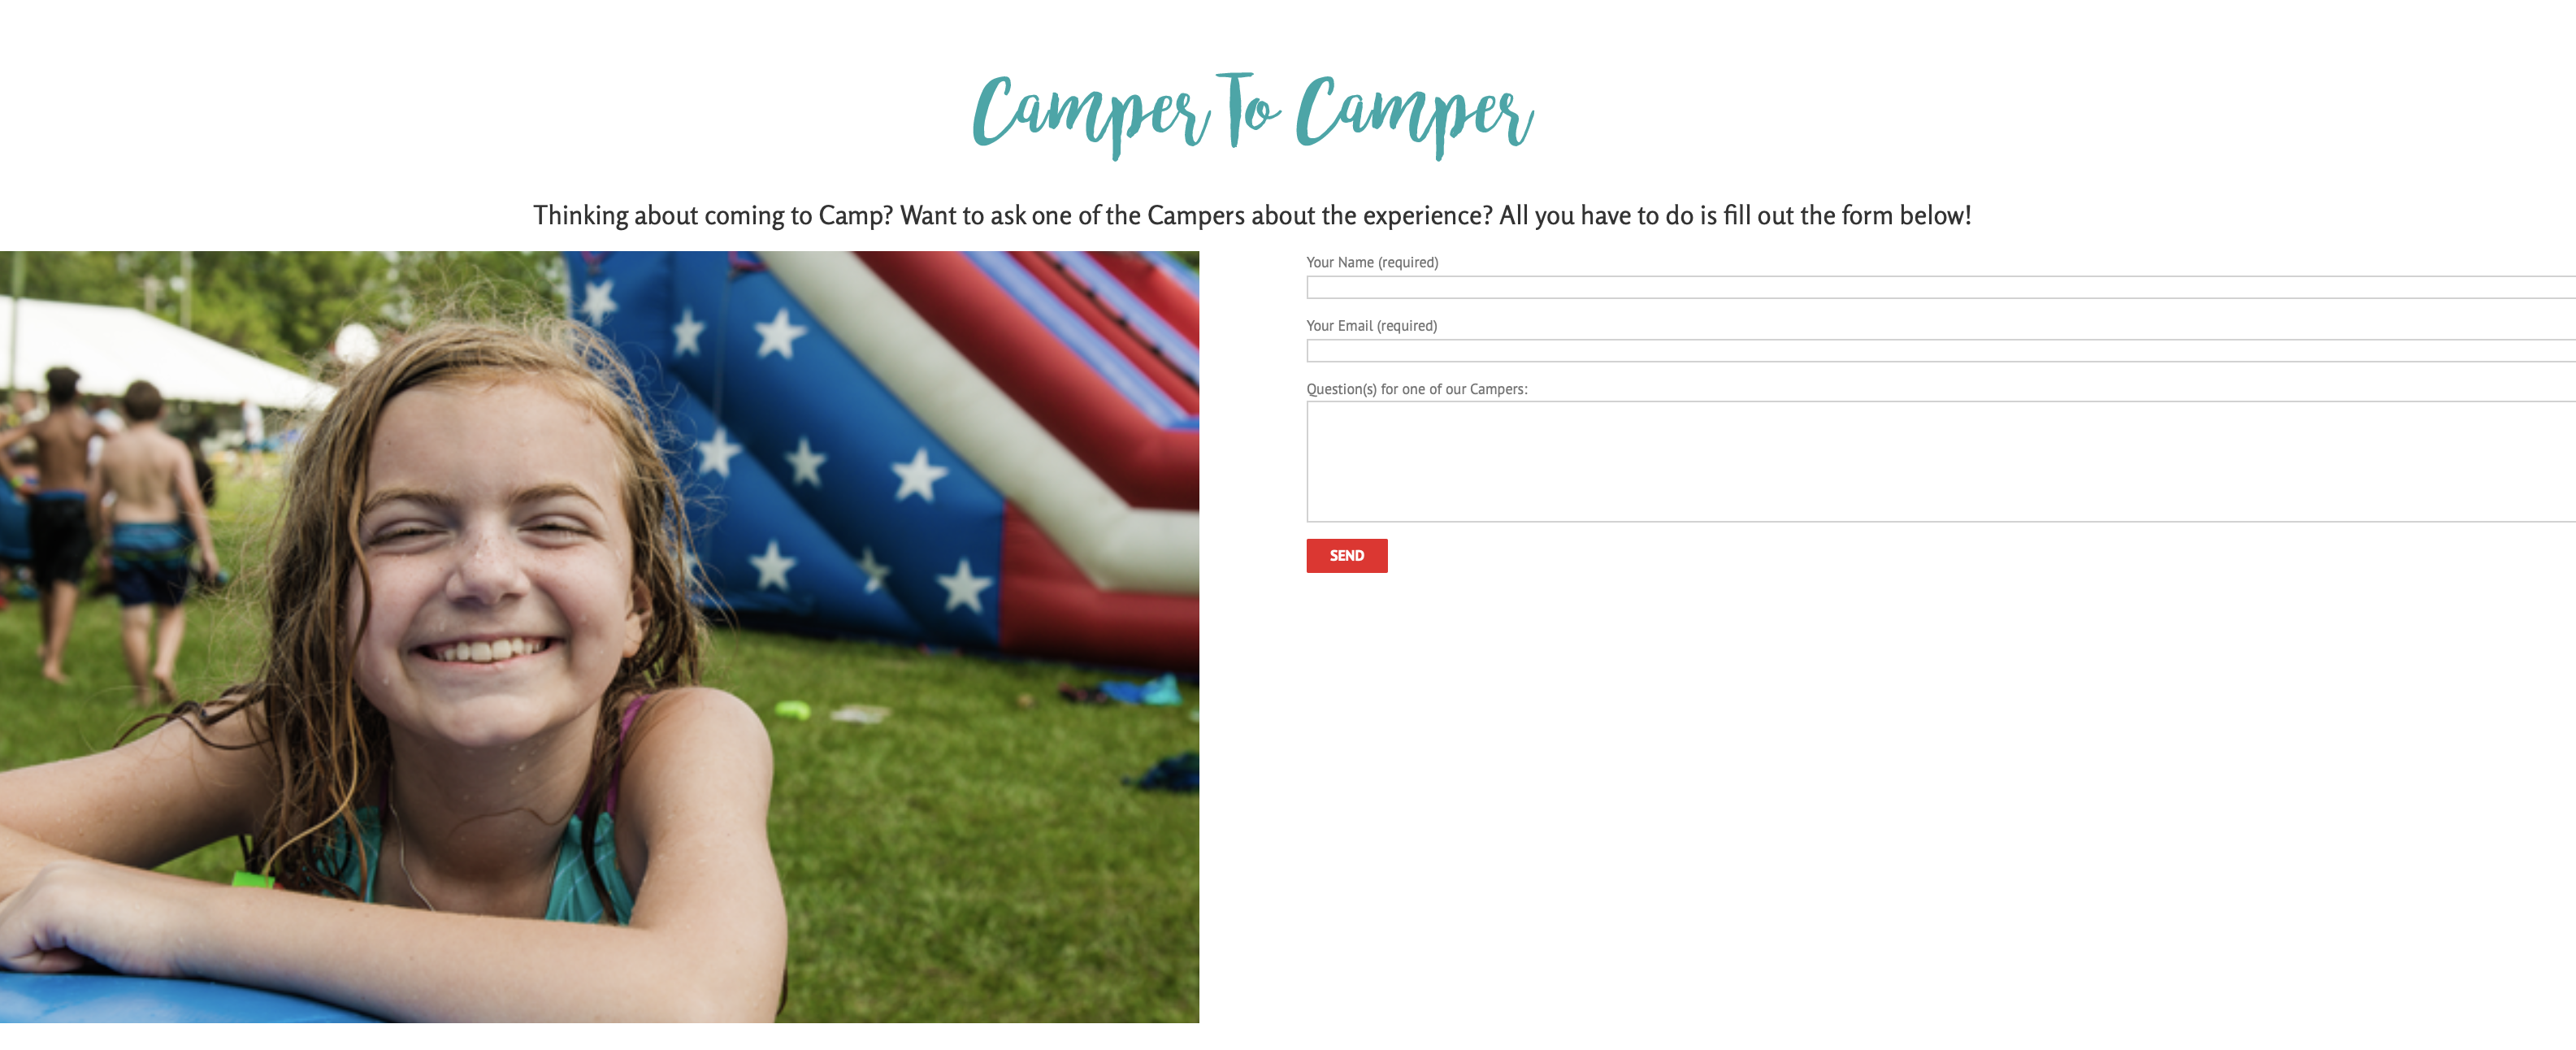 Camper To Camper
Thinking about coming to Camp? Want to ask one of the Campers about the experience? All you have to do is fill out the form below!
Your Name (required)
Your Email (required)
Question(s) for one of our Campers:
SEND